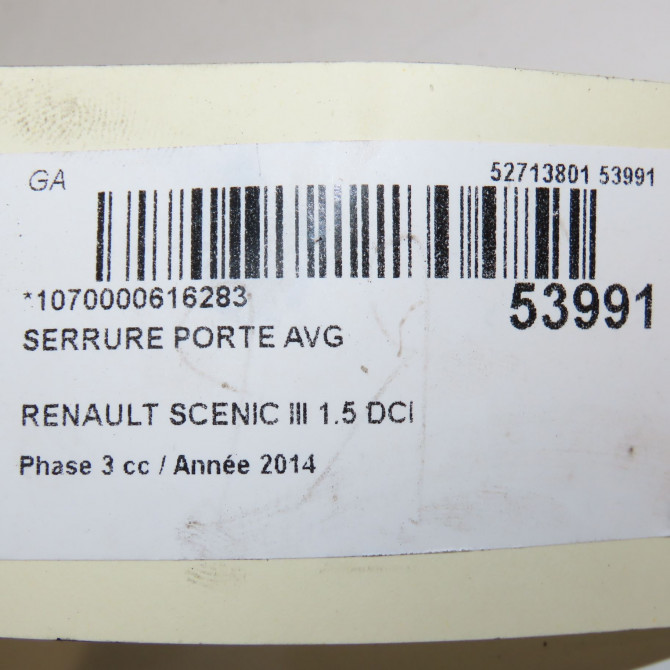 GA
52713801 53991
*1070000616283
53991
SERRURE PORTE AVG
RENAULT SCENIC III 1.5 DCI
Phase 3 cc / Année 2014